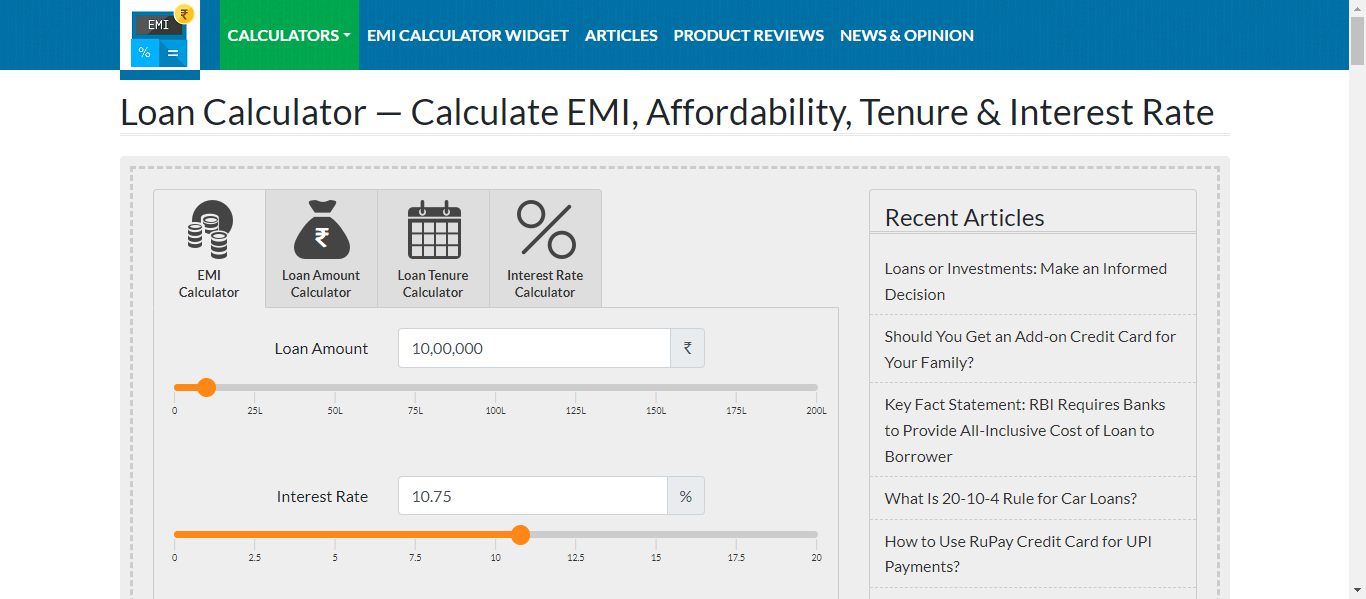 EMI
₹
%
=
CALCULATORS
EMI CALCULATOR WIDGET
ARTICLES
PRODUCT REVIEWS
NEWS & OPINION
Loan Calculator — Calculate EMI, Affordability, Tenure & Interest Rate
EMI
Calculator
₹
Loan Amount
Calculator
Loan Tenure
Calculator
Interest Rate
Calculator
Loan Amount
10,00,000
₹
0 25L 50L 75L 100L 125L 150L 175L 200L
Interest Rate
10.75
%
0 2.5 5 7.5 10 12.5 15 17.5 20
Recent Articles
Loans or Investments: Make an Informed
Decision
Should You Get an Add-on Credit Card for
Your Family?
Key Fact Statement: RBI Requires Banks
to Provide All-Inclusive Cost of Loan to
Borrower
What Is 20-10-4 Rule for Car Loans?
How to Use RuPay Credit Card for UPI
Payments?